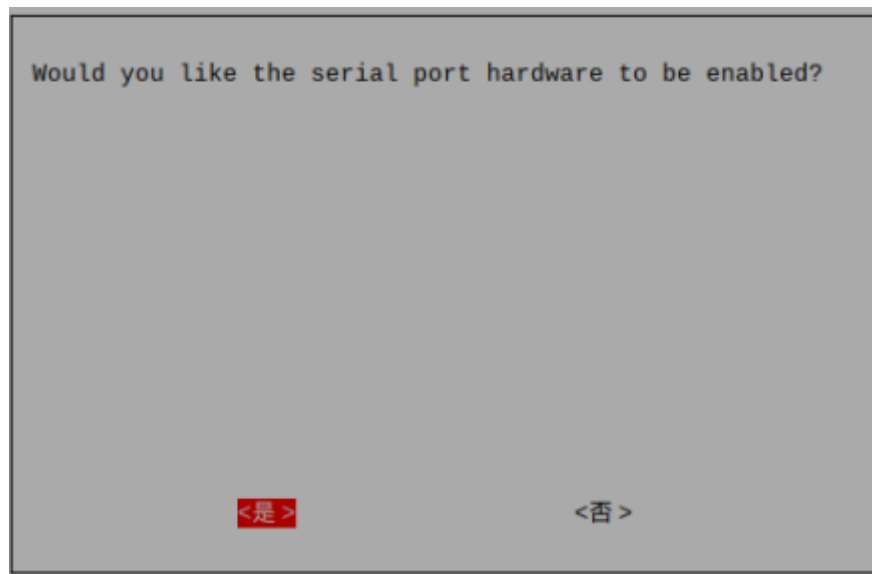 Would you like the serial port hardware to be enabled?
<是> <否>